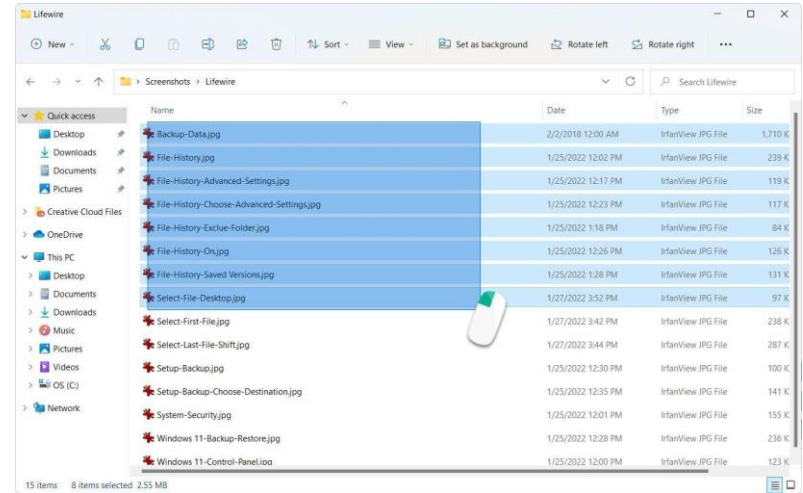 Lifewire
New
Sort
View
Set as background
Rotate left
Rotate right
Screenshots > Lifewire
Search Lifewire
Name Date Type Size
Quick access
Desktop
Downloads
Documents
Pictures
Creative Cloud Files
OneDrive
This PC
Desktop
Documents
Downloads
Music
Pictures
Videos
OS (C:)
Network
Backup-Data.jpg 2/2/2018 12:00 AM IrfanView JPG File 1,710 K
File-History.jpg 1/25/2022 12:02 PM IrfanView JPG File 239 K
File-History-Advanced-Settings.jpg 1/25/2022 12:17 PM IrfanView JPG File 119 K
File-History-Choose-Advanced-Settings.jpg 1/25/2022 12:23 PM IrfanView JPG File 117 K
File-History-Exclue-Folder.jpg 1/25/2022 1:18 PM IrfanView JPG File 84 K
File-History-On.jpg 1/25/2022 12:26 PM IrfanView JPG File 126 K
File-History-Saved Versions.jpg 1/25/2022 1:28 PM IrfanView JPG File 131 K
Select-File-Desktop.jpg 1/27/2022 3:52 PM IrfanView JPG File 97 K
Select-First-File.jpg 1/27/2022 3:42 PM IrfanView JPG File 238 K
Select-Last-File-Shift.jpg 1/27/2022 3:44 PM IrfanView JPG File 287 K
Setup-Backup.jpg 1/25/2022 12:30 PM IrfanView JPG File 100 K
Setup-Backup-Choose-Destination.jpg 1/25/2022 12:35 PM IrfanView JPG File 141 K
System-Security.jpg 1/25/2022 12:01 PM IrfanView JPG File 155 K
Windows 11-Backup-Restore.jpg 1/25/2022 12:28 PM IrfanView JPG File 236 K
Windows 11-Control-Panel.jpg 1/25/2022 12:00 PM IrfanView JPG File 123 K
15 items 8 items selected 2.55 MB